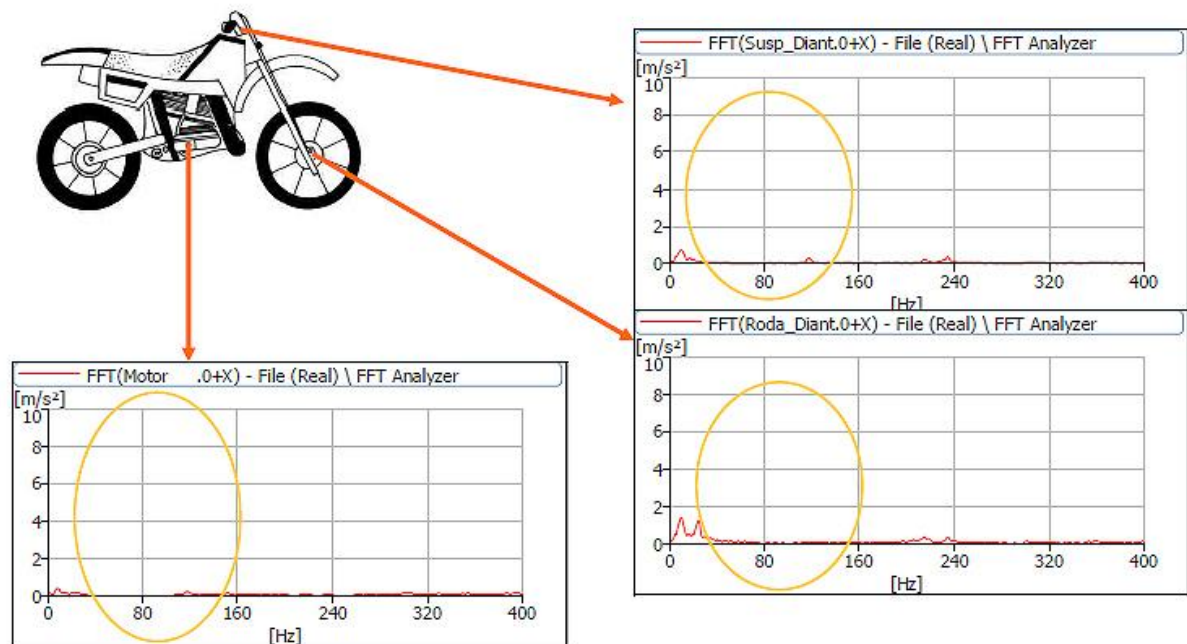 FFT(Susp_Diant.0+X) - File (Real) \ FFT Analyzer
[m/s²]
10
8
6
4
2
0
0 80 160 240 320 400
[Hz]
FFT(Roda_Diant.0+X) - File (Real) \ FFT Analyzer
[m/s²]
10
8
6
4
2
0
0 80 160 240 320 400
[Hz]
FFT(Motor .0+X) - File (Real) \ FFT Analyzer
[m/s²]
10
8
6
4
2
0
0 80 160 240 320 400
[Hz]